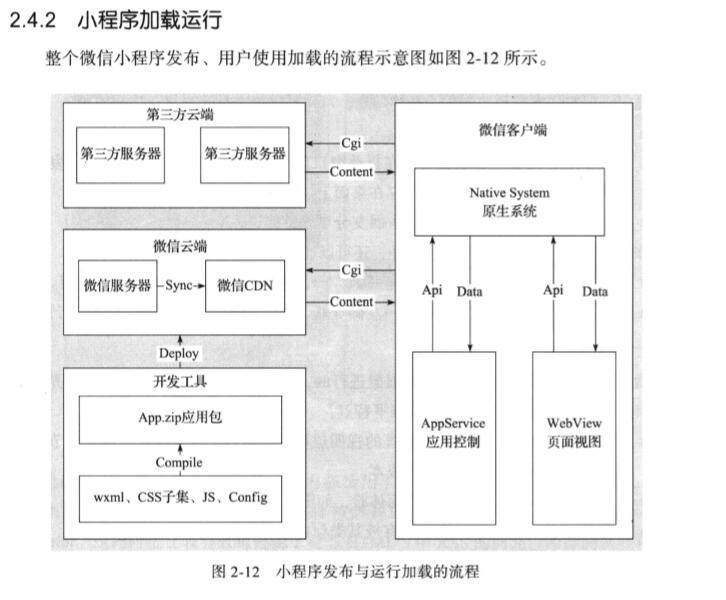 2.4.2 小程序加载运行
整个微信小程序发布、用户使用加载的流程示意图如图 2-12 所示。
第三方云端
第三方服务器
第三方服务器
Cgi
Content
微信客户端
Native System
原生系统
微信云端
微信服务器
Sync
微信CDN
Cgi
Content
Api
Data
Api
Data
Deploy
开发工具
App.zip应用包
Compile
wxml、CSS子集、JS、Config
AppService
应用控制
WebView
页面视图
图 2-12 小程序发布与运行加载的流程